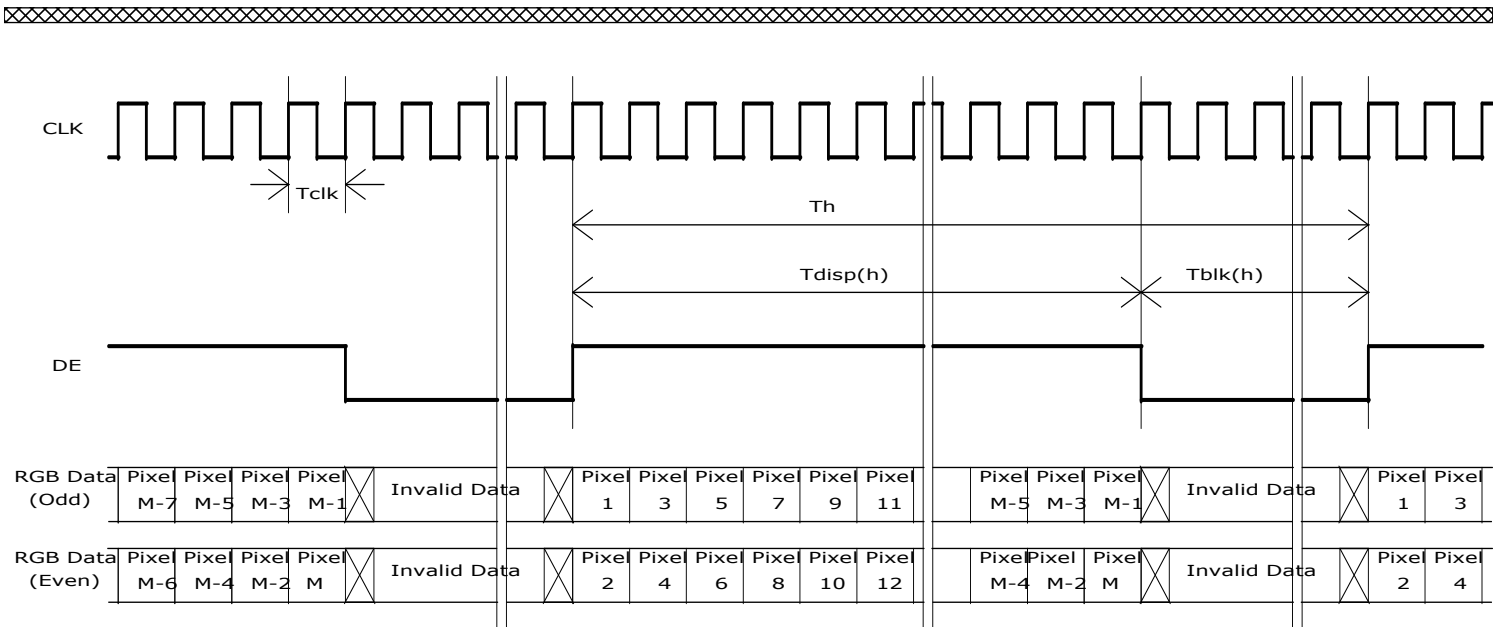 CLK
Tclk
Th
Tdisp(h) Tblk(h)
DE
RGB Data Pixel Pixel Pixel Pixel Pixel Pixel Pixel Pixel Pixel Pixel Pixel Pixel Pixel Pixel Pixel
(Odd) M-7 M-5 M-3 M-1 Invalid Data 1 3 5 7 9 11 M-5 M-3 M-1 Invalid Data 1 3
RGB Data Pixel Pixel Pixel Pixel Pixel Pixel Pixel Pixel Pixel Pixel Pixel Pixel Pixel Pixel Pixel
(Even) M-6 M-4 M-2 M Invalid Data 2 4 6 8 10 12 M-4 M-2 M Invalid Data 2 4